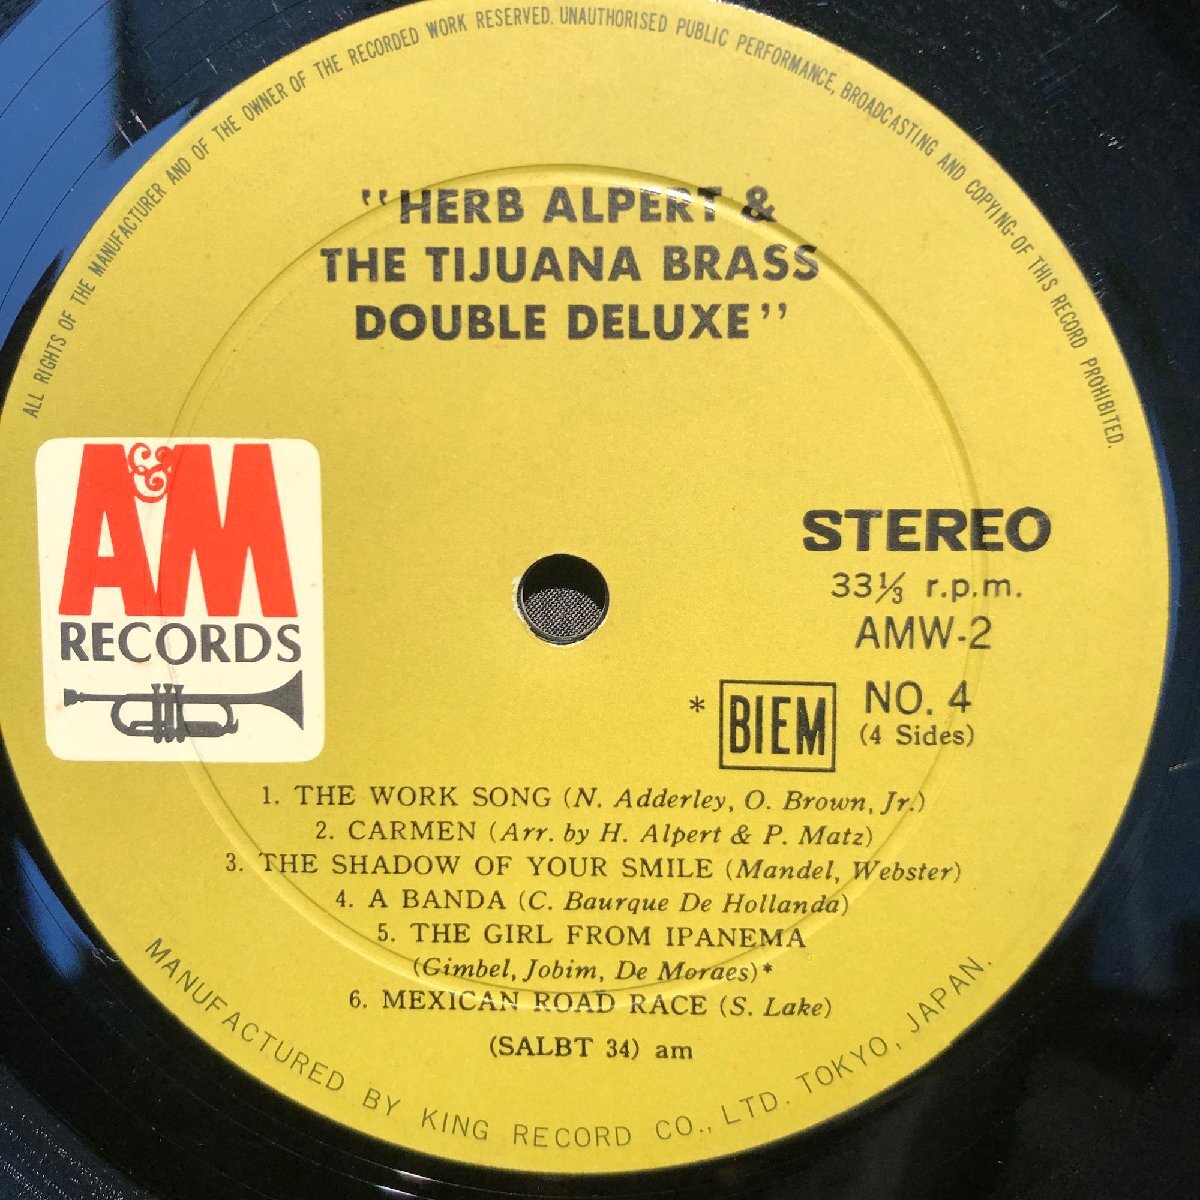 ALL RIGHTS OF THE MANUFACTURER AND OF THE OWNER OF THE RECORDED WORK RESERVED. UNAUTHORISED PUBLIC PERFORMANCE, BROADCASTING AND COPYING OF THIS RECORD PROHIBITED.
"HERB ALPERT &
THE TIJUANA BRASS
DOUBLE DELUXE"
A&M
RECORDS
STEREO
33⅓ r.p.m.
AMW-2
* BIEM NO. 4
(4 Sides)
1. THE WORK SONG (N. Adderley, O. Brown, Jr.)
2. CARMEN (Arr. by H. Alpert & P. Matz)
3. THE SHADOW OF YOUR SMILE (Mandel, Webster)
4. A BANDA (C. Baurque De Hollanda)
5. THE GIRL FROM IPANEMA
(Gimbel, Jobim, De Moraes)*
6. MEXICAN ROAD RACE (S. Lake)
(SALBT 34) am
MANUFACTURED BY KING RECORD CO., LTD. TOKYO, JAPAN.